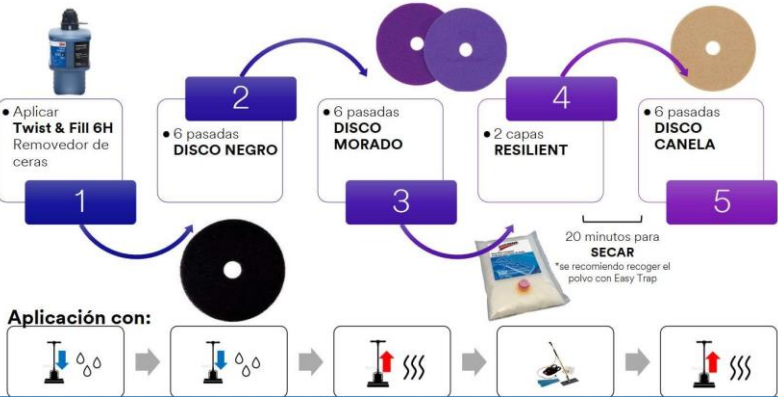 • Aplicar
Twist & Fill 6H
Removedor de
ceras
1
2
• 6 pasadas
DISCO NEGRO
• 6 pasadas
DISCO
MORADO
3
4
• 2 capas
RESILIENT
• 6 pasadas
DISCO
CANELA
5
20 minutos para
SECAR
*se recomiendo recoger el
polvo con Easy Trap
Aplicación con: